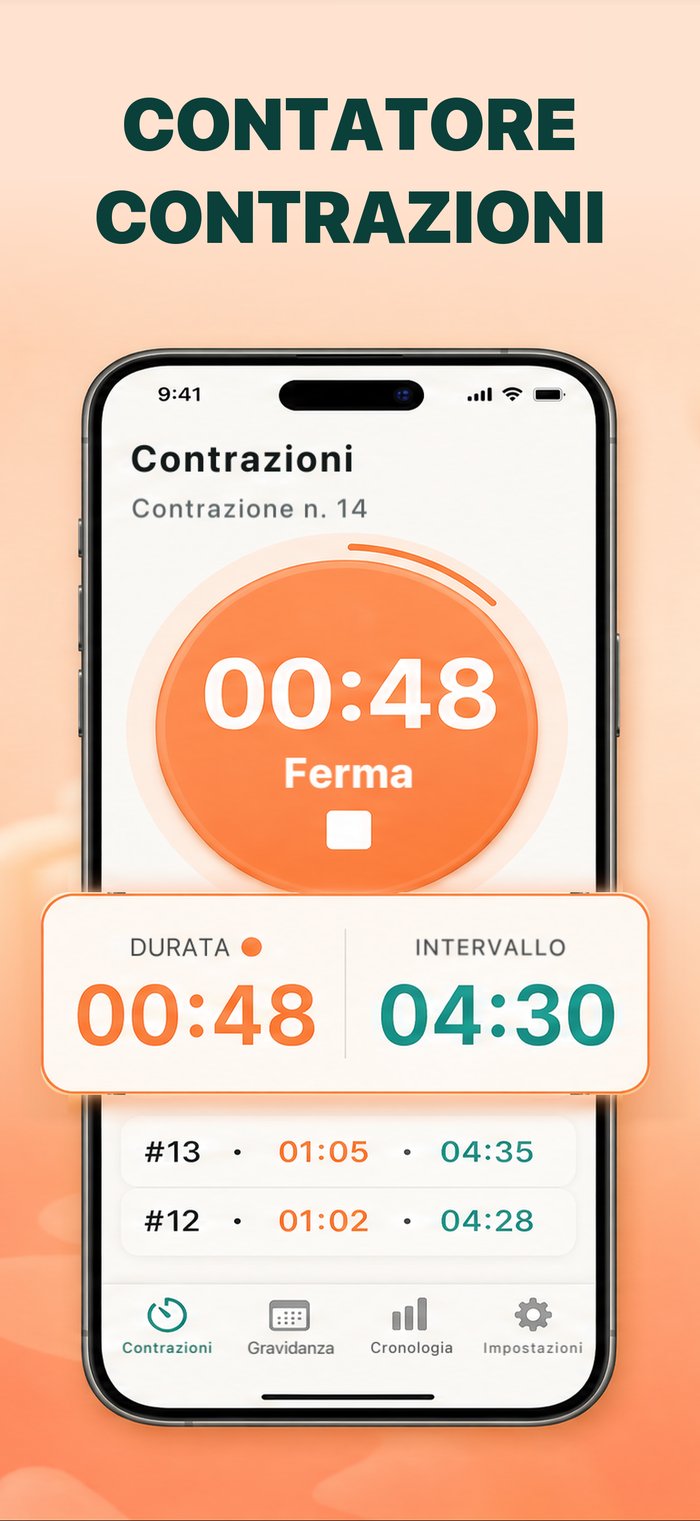 CONTATORE
CONTRAZIONI
9:41
Contrazioni
Contrazione n. 14
00:48
Ferma
DURATA INTERVALLO
00:48 04:30
#13 • 01:05 • 04:35
#12 • 01:02 • 04:28
Contrazioni Gravidanza Cronologia Impostazioni